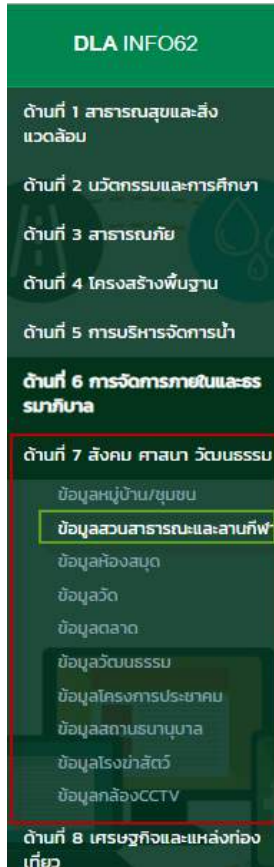 DLA INFO62
ด้านที่ 1 สาธารณสุขและสิ่ง
แวดล้อม
ด้านที่ 2 นวัตกรรมและการศึกษา
ด้านที่ 3 สาธารณภัย
ด้านที่ 4 โครงสร้างพื้นฐาน
ด้านที่ 5 การบริหารจัดการน้ำ
ด้านที่ 6 การจัดการภายในและธร
รมาภิบาล
ด้านที่ 7 สังคม ศาสนา วัฒนธรรม
ข้อมูลหมู่บ้าน/ชุมชน
ข้อมูลสวนสาธารณะและลานกีฬา
ข้อมูลห้องสมุด
ข้อมูลวัด
ข้อมูลตลาด
ข้อมูลวัฒนธรรม
ข้อมูลโครงการประชาคม
ข้อมูลสถานธนานุบาล
ข้อมูลโรงฆ่าสัตว์
ข้อมูลกล้องCCTV
ด้านที่ 8 เศรษฐกิจและแหล่งท่อง
เที่ยว